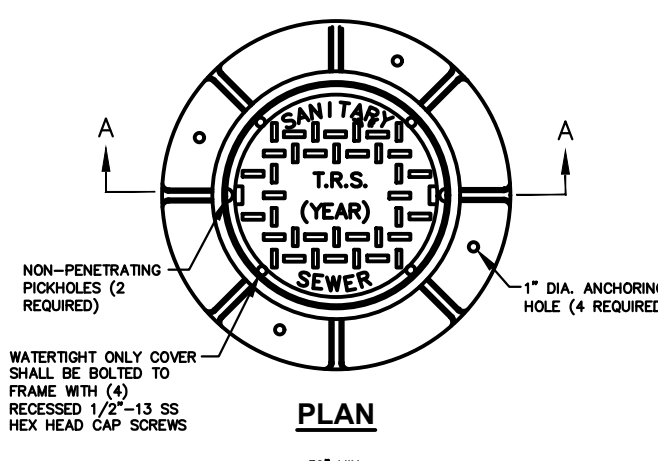 SANITARY
A
A
T.R.S.
(YEAR)
SEWER
NON-PENETRATING
PICKHOLES (2
REQUIRED)
1" DIA. ANCHORING
HOLE (4 REQUIRED
WATERTIGHT ONLY COVER
SHALL BE BOLTED TO
FRAME WITH (4)
RECESSED 1/2"-13 SS
HEX HEAD CAP SCREWS
PLAN